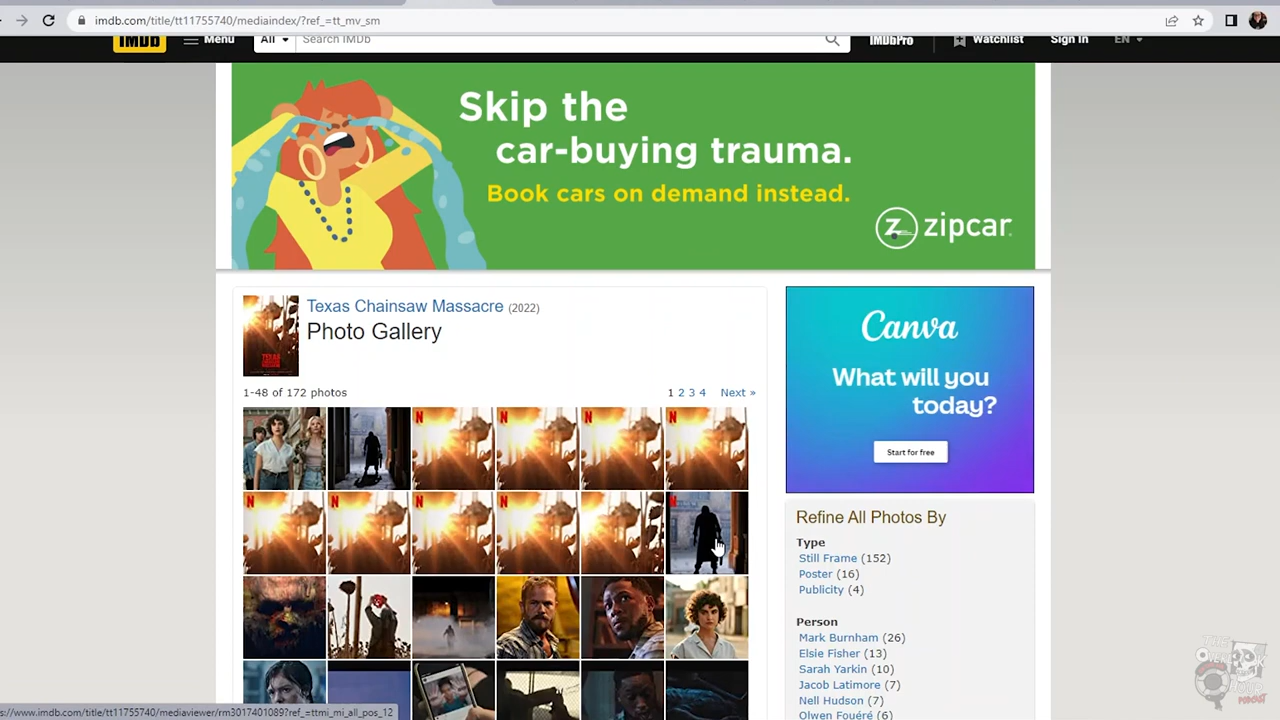 imdb.com/title/tt11755740/mediaindex/?ref_=tt_mv_sm
IMDb
Menu
All
Search IMDb
IMDbPro
Watchlist
Sign In
EN
Skip the
car-buying trauma.
Book cars on demand instead.
zipcar
Texas Chainsaw Massacre (2022)
Photo Gallery
1-48 of 172 photos
1 2 3 4 Next »
Canva
What will you
today?
Start for free
Refine All Photos By
Type
Still Frame (152)
Poster (16)
Publicity (4)
Person
Mark Burnham (26)
Elsie Fisher (13)
Sarah Yarkin (10)
Jacob Latimore (7)
Nell Hudson (7)
Olwen Fouéré (6)
s://www.imdb.com/title/tt11755740/mediaviewer/rm3017401089?ref_=ttmi_mi_all_pos_12